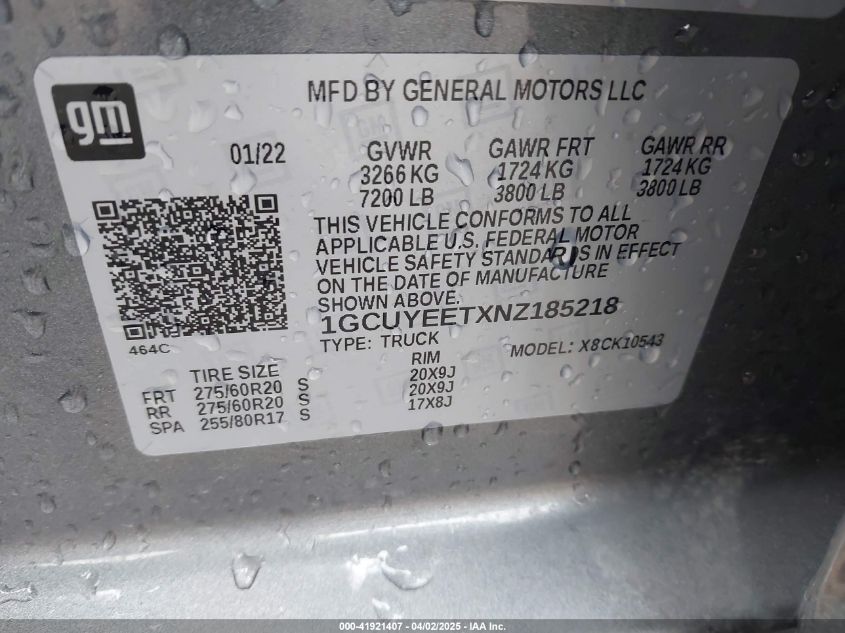 gm
MFD BY GENERAL MOTORS LLC
01/22
GVWR GAWR FRT GAWR RR
3266 KG 1724 KG 1724 KG
7200 LB 3800 LB 3800 LB
THIS VEHICLE CONFORMS TO ALL
APPLICABLE U.S. FEDERAL MOTOR
VEHICLE SAFETY STANDARDS IN EFFECT
ON THE DATE OF MANUFACTURE
SHOWN ABOVE.
1GCUYEETXNZ185218
464C
TYPE: TRUCK MODEL: X8CK10543
TIRE SIZE RIM
FRT 275/60R20 S 20X9J
RR 275/60R20 S 20X9J
SPA 255/80R17 S 17X8J
000-41921407 - 04/02/2025 - IAA Inc.